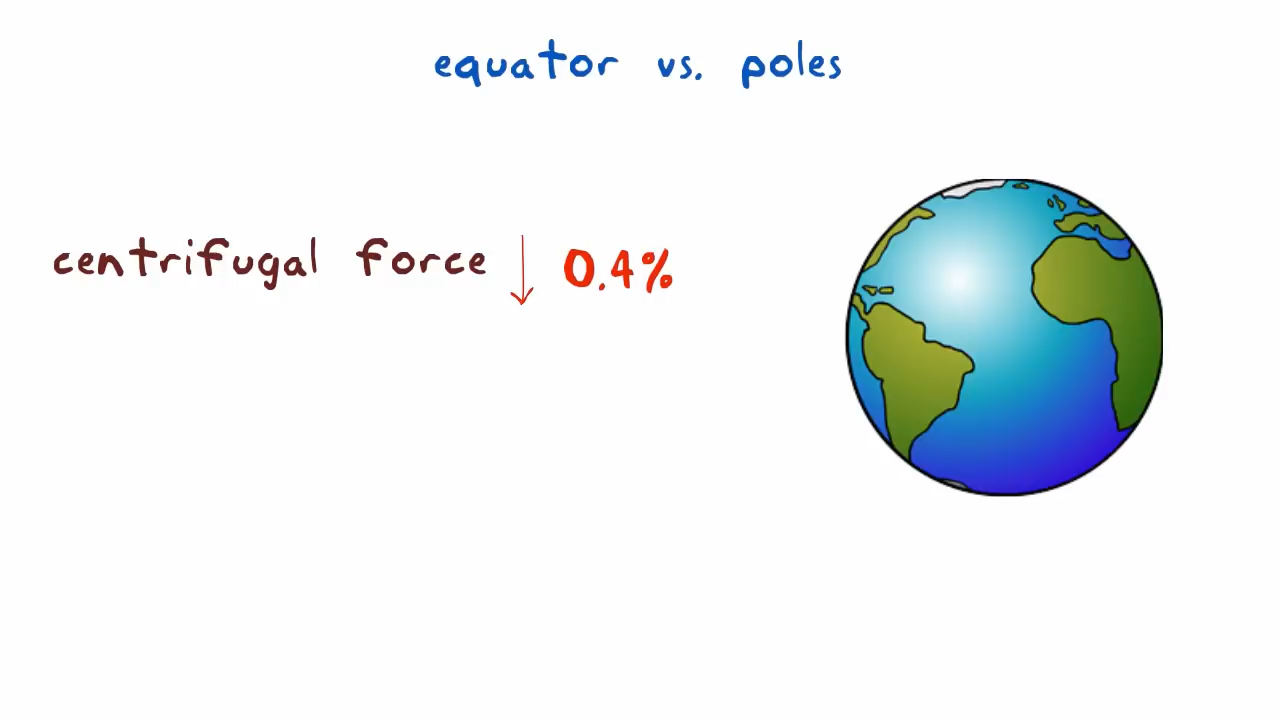 equator vs. poles
centrifugal force ↓ 0.4%